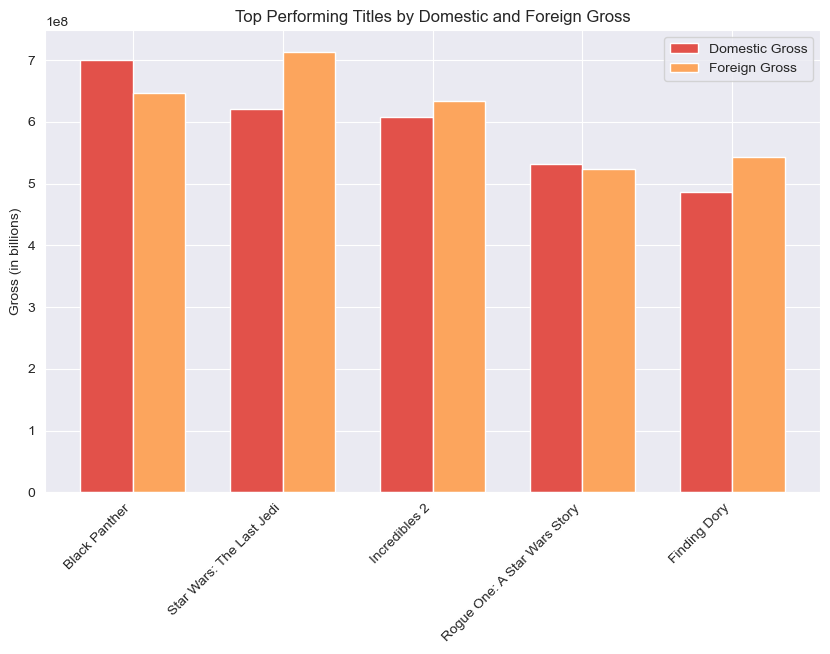 Top Performing Titles by Domestic and Foreign Gross
1e8
Domestic Gross
Foreign Gross
7
6
5
4
3
2
1
0
Gross (in billions)
Black Panther
Star Wars: The Last Jedi
Incredibles 2
Rogue One: A Star Wars Story
Finding Dory